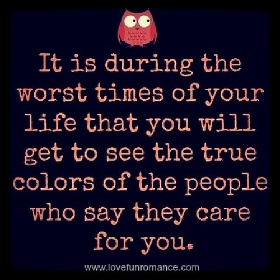 It is during the
worst times of your
life that you will
get to see the true
colors of the people
who say they care
for you.
www.lovefunromance.com